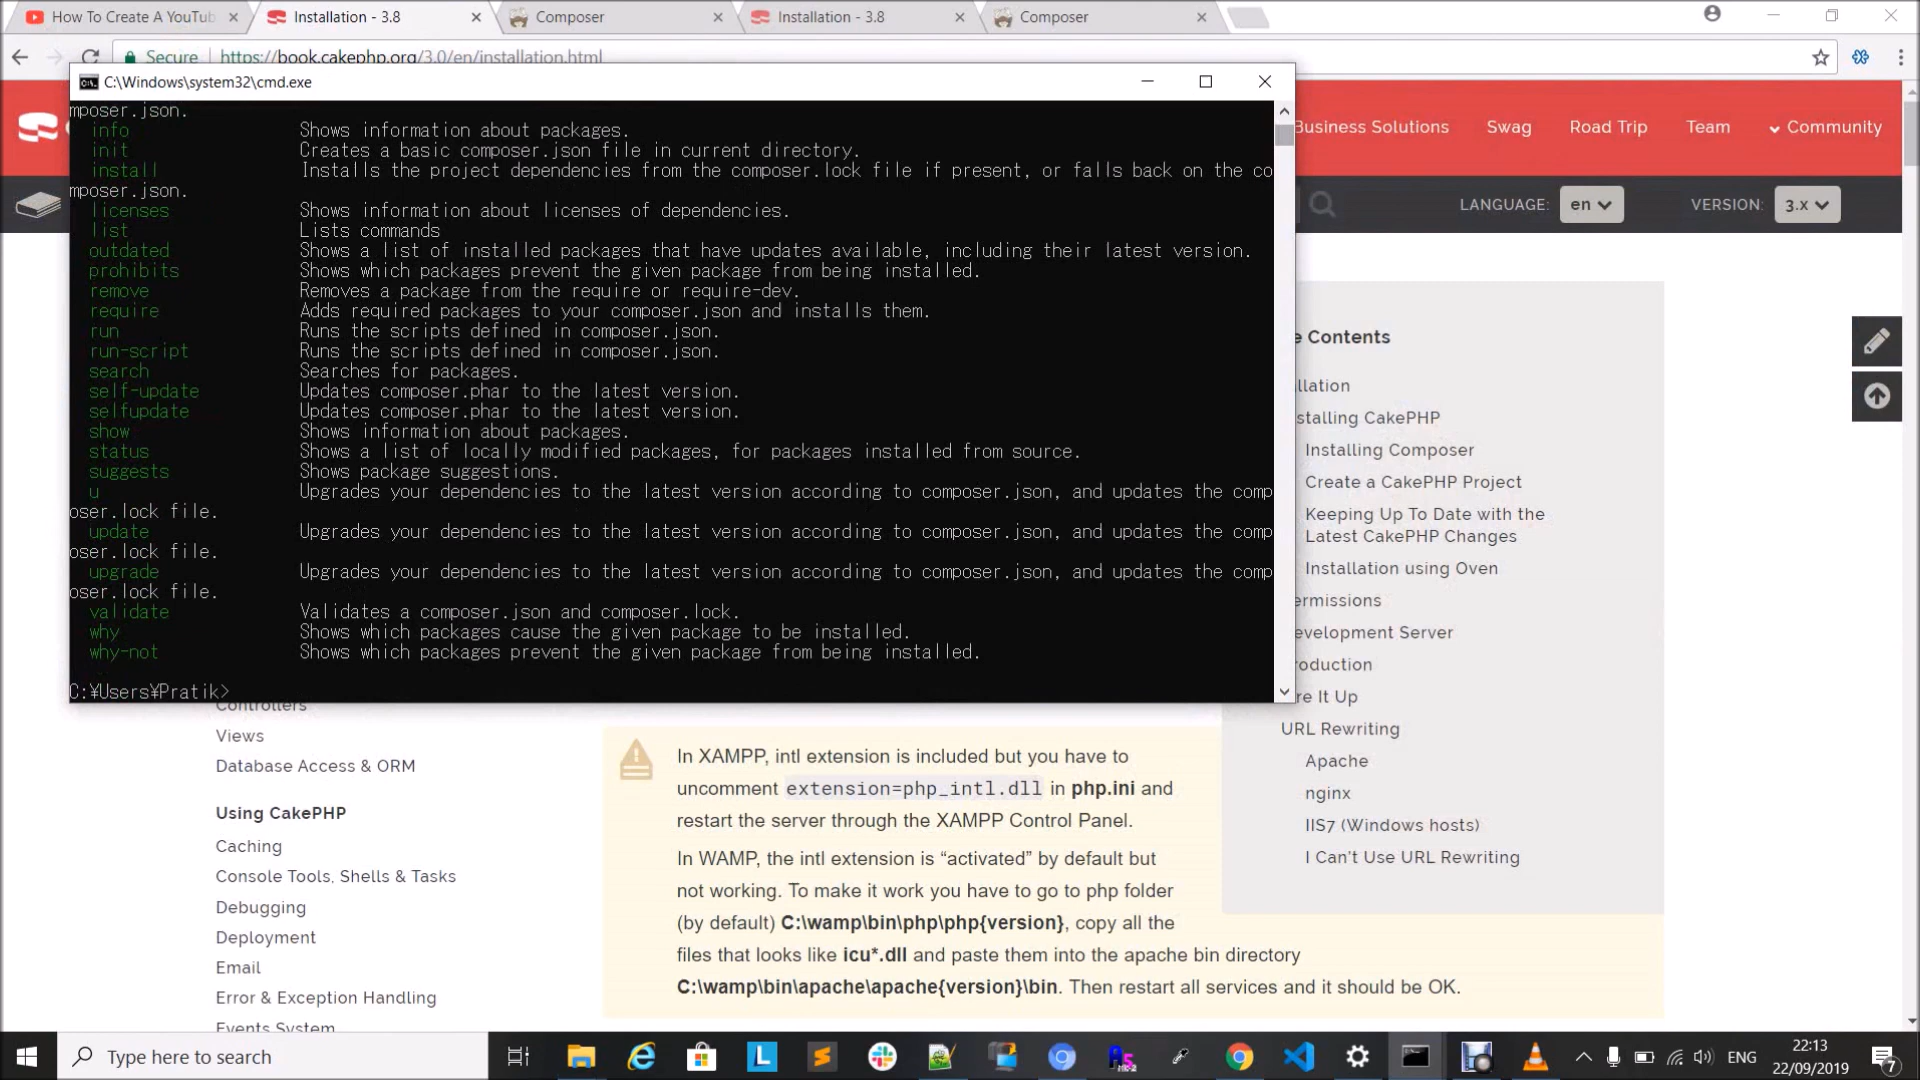 How To Create A YouTub
Installation - 3.8
Composer
Installation - 3.8
Composer
Secure
https://book.cakephp.org/3.0/en/installation.html
C:\Windows\system32\cmd.exe
mposer.json.
info Shows information about packages.
init Creates a basic composer.json file in current directory.
install Installs the project dependencies from the composer.lock file if present, or falls back on the co
mposer.json.
licenses Shows information about licenses of dependencies.
list Lists commands
outdated Shows a list of installed packages that have updates available, including their latest version.
prohibits Shows which packages prevent the given package from being installed.
remove Removes a package from the require or require-dev.
require Adds required packages to your composer.json and installs them.
run Runs the scripts defined in composer.json.
run-script Runs the scripts defined in composer.json.
search Searches for packages.
self-update Updates composer.phar to the latest version.
selfupdate Updates composer.phar to the latest version.
show Shows information about packages.
status Shows a list of locally modified packages, for packages installed from source.
suggests Shows package suggestions.
u Upgrades your dependencies to the latest version according to composer.json, and updates the comp
oser.lock file.
update Upgrades your dependencies to the latest version according to composer.json, and updates the comp
oser.lock file.
upgrade Upgrades your dependencies to the latest version according to composer.json, and updates the comp
oser.lock file.
validate Validates a composer.json and composer.lock.
why Shows which packages cause the given package to be installed.
why-not Shows which packages prevent the given package from being installed.
C:¥Users¥Pratik>
Business Solutions
Swag
Road Trip
Team
Community
LANGUAGE:
en
VERSION:
3.x
e Contents
llation
stalling CakePHP
Installing Composer
Create a CakePHP Project
Keeping Up To Date with the
Latest CakePHP Changes
Installation using Oven
ermissions
evelopment Server
roduction
re It Up
URL Rewriting
Apache
nginx
IIS7 (Windows hosts)
I Can't Use URL Rewriting
Controllers
Views
Database Access & ORM
Using CakePHP
Caching
Console Tools, Shells & Tasks
Debugging
Deployment
Email
Error & Exception Handling
Events System
In XAMPP, intl extension is included but you have to
uncomment extension=php_intl.dll in php.ini and
restart the server through the XAMPP Control Panel.
In WAMP, the intl extension is “activated” by default but
not working. To make it work you have to go to php folder
(by default) C:\wamp\bin\php\php{version}, copy all the
files that looks like icu*.dll and paste them into the apache bin directory
C:\wamp\bin\apache\apache{version}\bin. Then restart all services and it should be OK.
Type here to search
ENG
22:13
22/09/2019
7